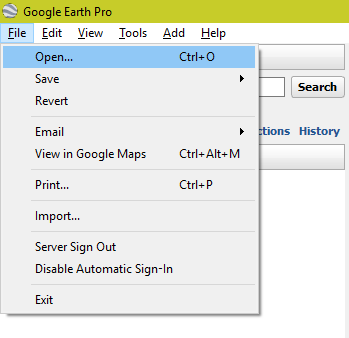 Google Earth Pro
File Edit View Tools Add Help
Open... Ctrl+O
Save
Search
Revert
Email
ctions History
View in Google Maps Ctrl+Alt+M
Print... Ctrl+P
Import...
Server Sign Out
Disable Automatic Sign-In
Exit